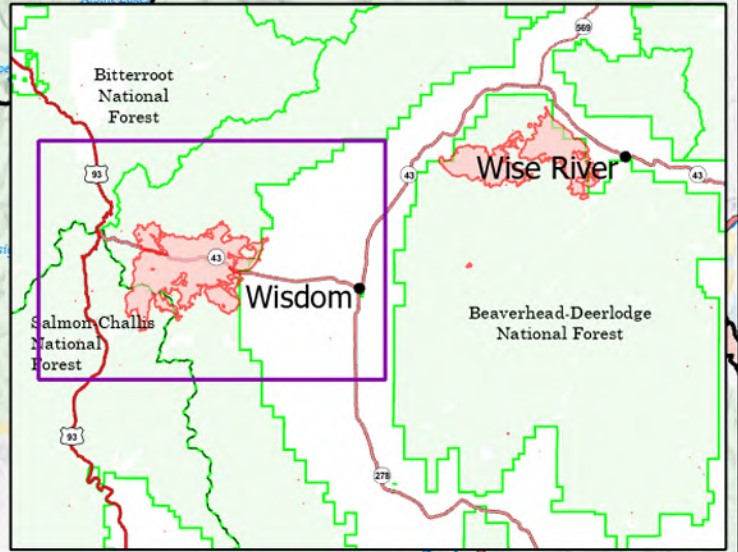 569
Bitterroot
National
Forest
93
43
Wise River
43
43
Wisdom
Beaverhead-Deerlodge
National Forest
Salmon-Challis
National
Forest
93
278